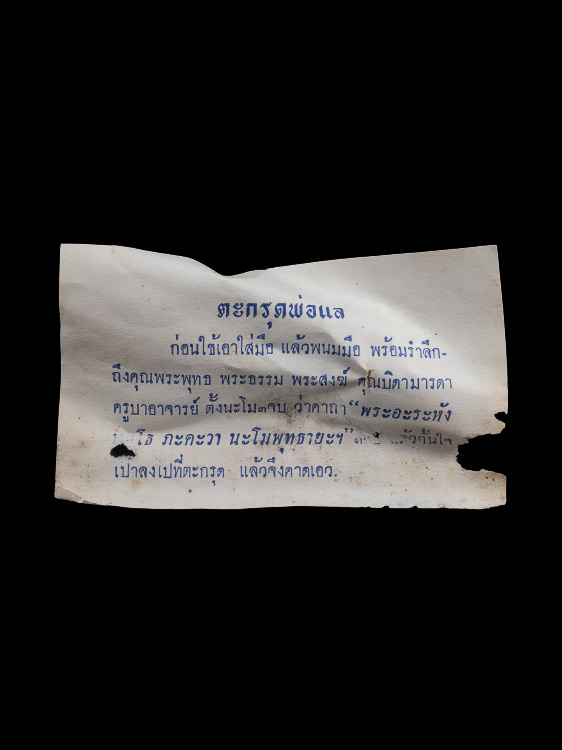 ตะกรุดพ่อแล
ก่อนใช้เอาใส่มือ แล้วพนมมือ พร้อมรำลึก-
ถึงคุณพระพุทธ พระธรรม พระสงฆ์ คุณบิดามารดา
ครูบาอาจารย์ ตั้งนะโม๓จบ ว่าคาถา “พระอะระหัง
โธ ภะคะวา นะโมพุทธายะฯ” แล้วกั้นใจ
เป่าลงไปที่ตะกรุด แล้วจึงคาดเอว.